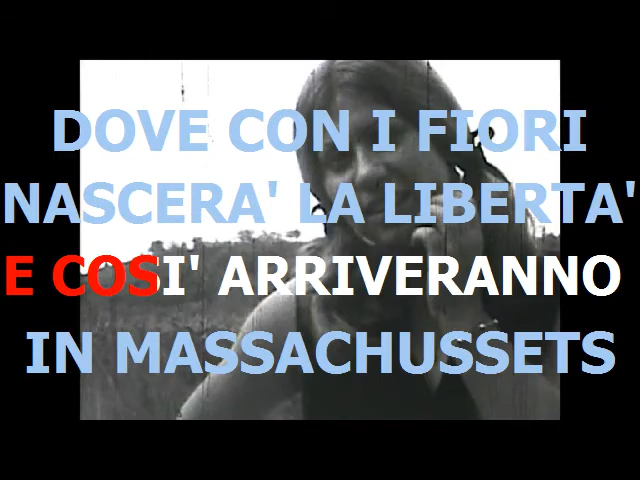 DOVE CON I FIORI
NASCERA' LA LIBERTA'
E COSI' ARRIVERANNO
IN MASSACHUSSETS